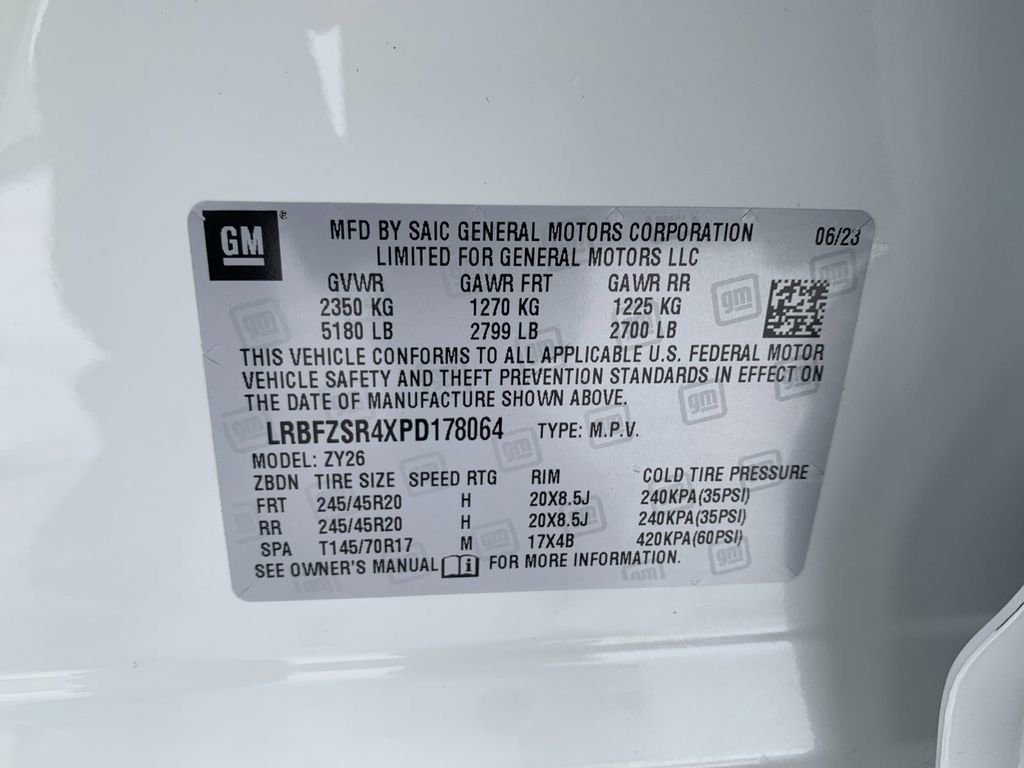 GM ® MFD BY SAIC GENERAL MOTORS CORPORATION 06/23
LIMITED FOR GENERAL MOTORS LLC
GVWR GAWR FRT GAWR RR
2350 KG 1270 KG 1225 KG
5180 LB 2799 LB 2700 LB
THIS VEHICLE CONFORMS TO ALL APPLICABLE U.S. FEDERAL MOTOR
VEHICLE SAFETY AND THEFT PREVENTION STANDARDS IN EFFECT ON
THE DATE OF MANUFACTURE SHOWN ABOVE.
LRBFZSR4XPD178064 TYPE: M.P.V.
MODEL: ZY26
ZBDN TIRE SIZE SPEED RTG RIM COLD TIRE PRESSURE
FRT 245/45R20 H 20X8.5J 240KPA(35PSI)
RR 245/45R20 H 20X8.5J 240KPA(35PSI)
SPA T145/70R17 M 17X4B 420KPA(60PSI)
SEE OWNER'S MANUAL i FOR MORE INFORMATION.